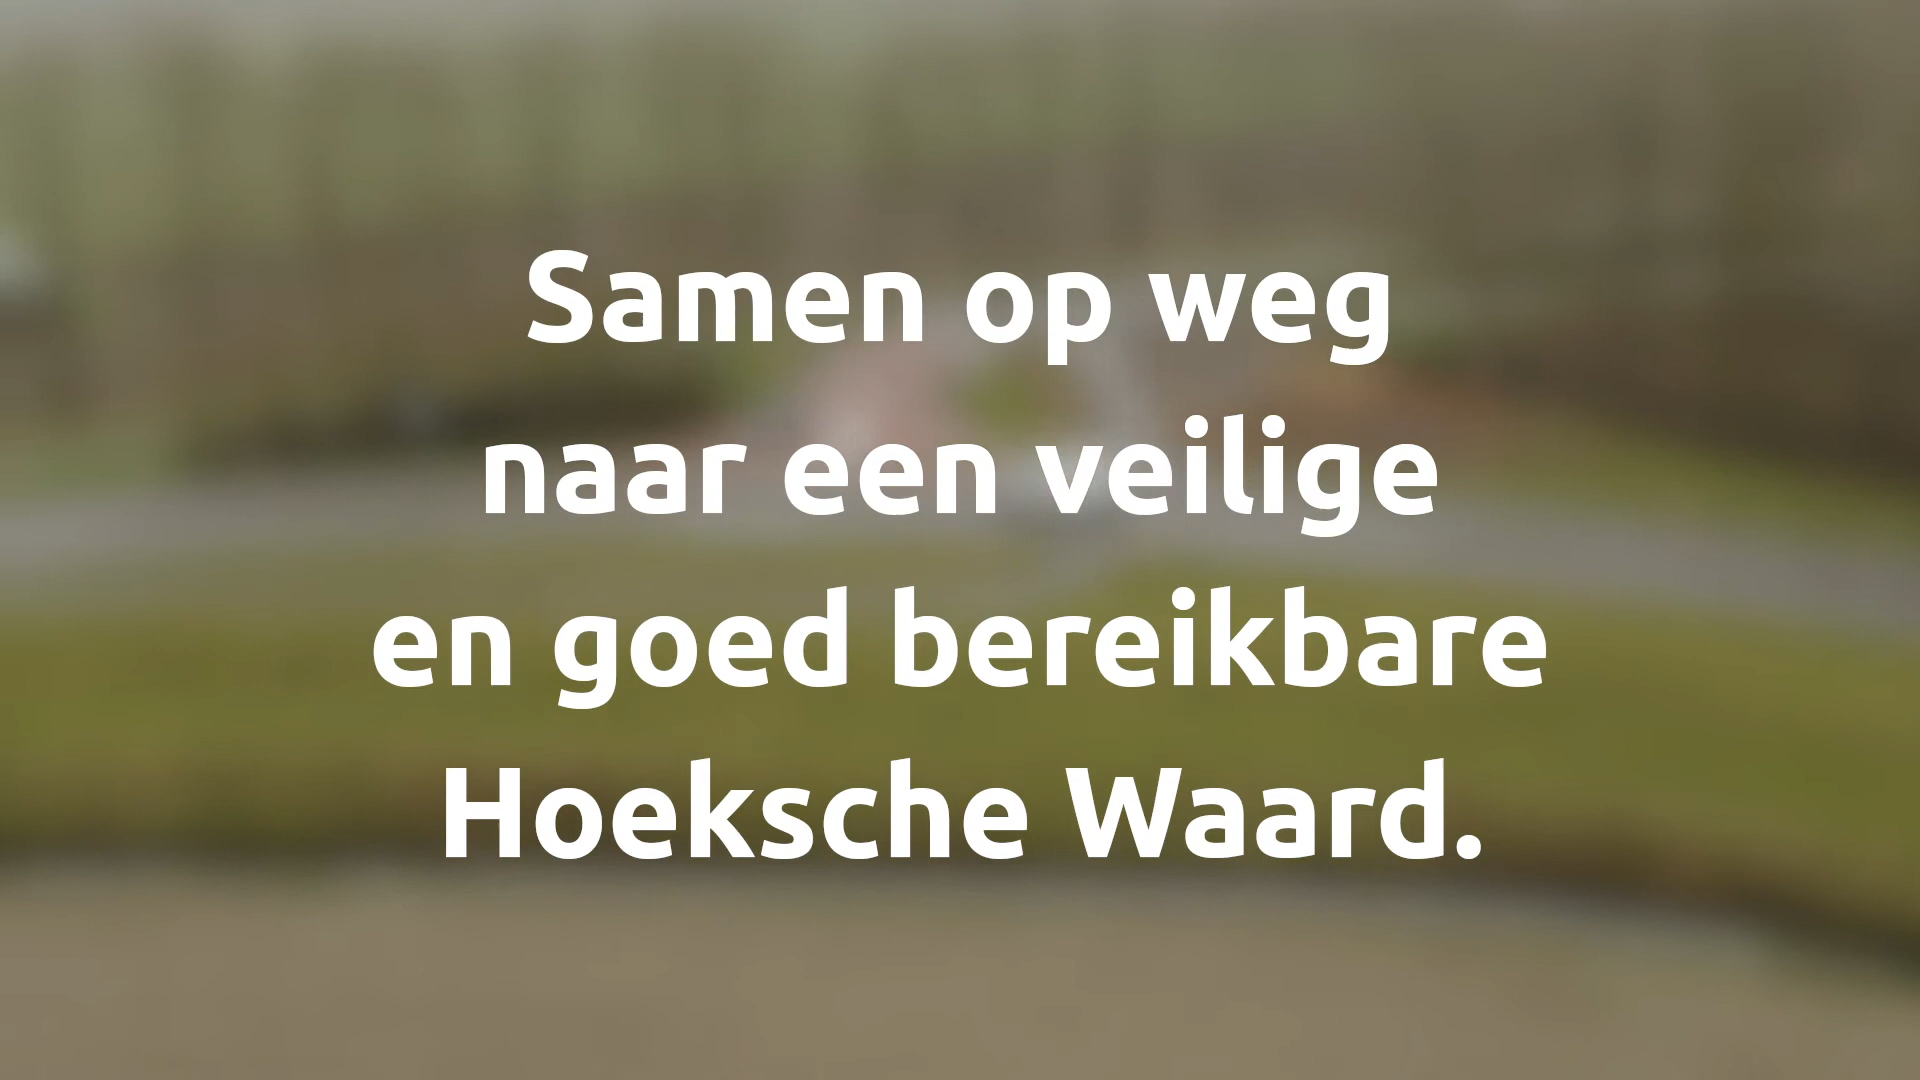 Samen op weg
naar een veilige
en goed bereikbare
Hoeksche Waard.